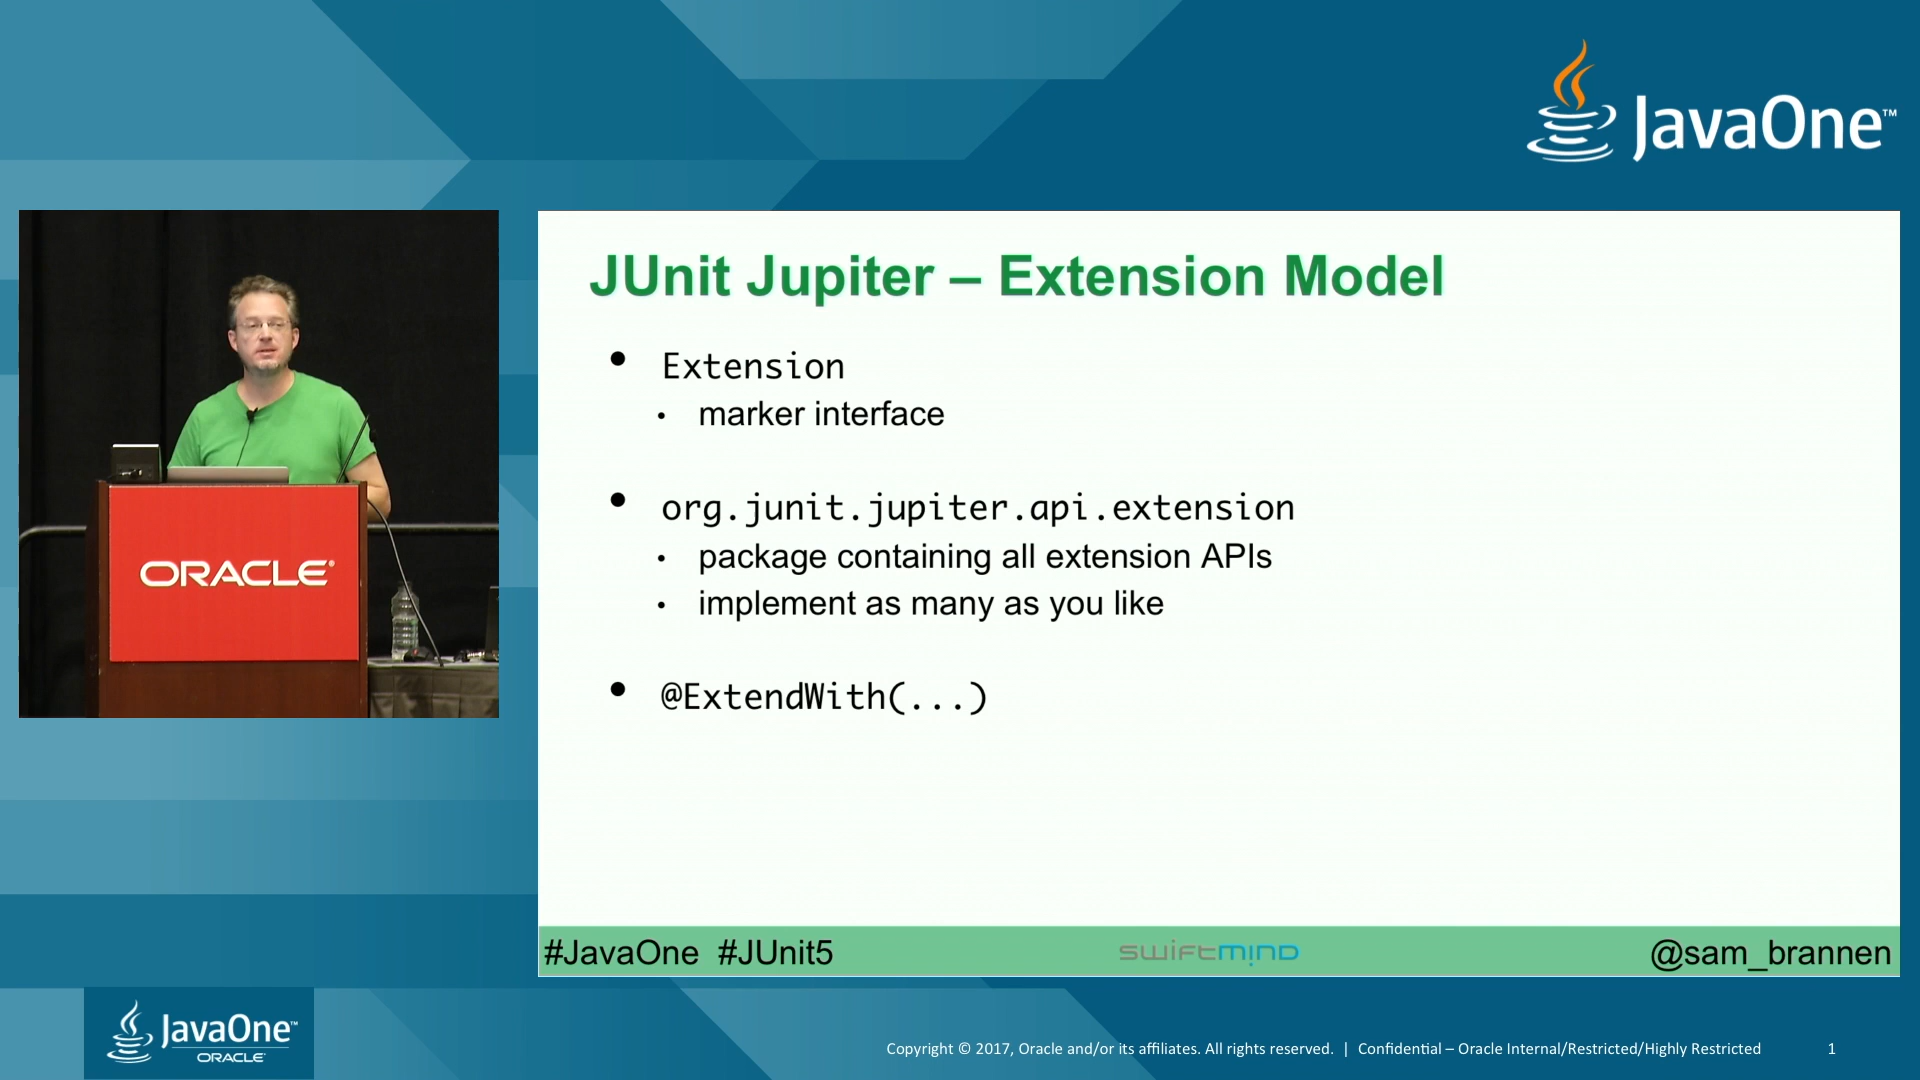 JavaOne™
JUnit Jupiter – Extension Model
• Extension
• marker interface
• org.junit.jupiter.api.extension
• package containing all extension APIs
• implement as many as you like
• @ExtendWith(...)
ORACLE®
#JavaOne #JUnit5
swiftmind
@sam_brannen
JavaOne™
ORACLE®
Copyright © 2017, Oracle and/or its affiliates. All rights reserved. | Confidential – Oracle Internal/Restricted/Highly Restricted 1